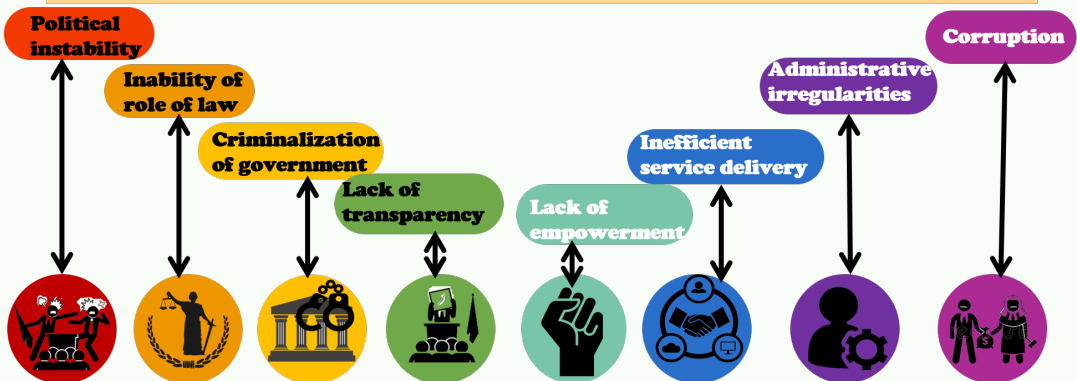 Political
instability
Inability of
role of law
Criminalization
of government
Lack of
transparency
Lack of
empowerment
Inefficient
service delivery
Administrative
irregularities
Corruption
$